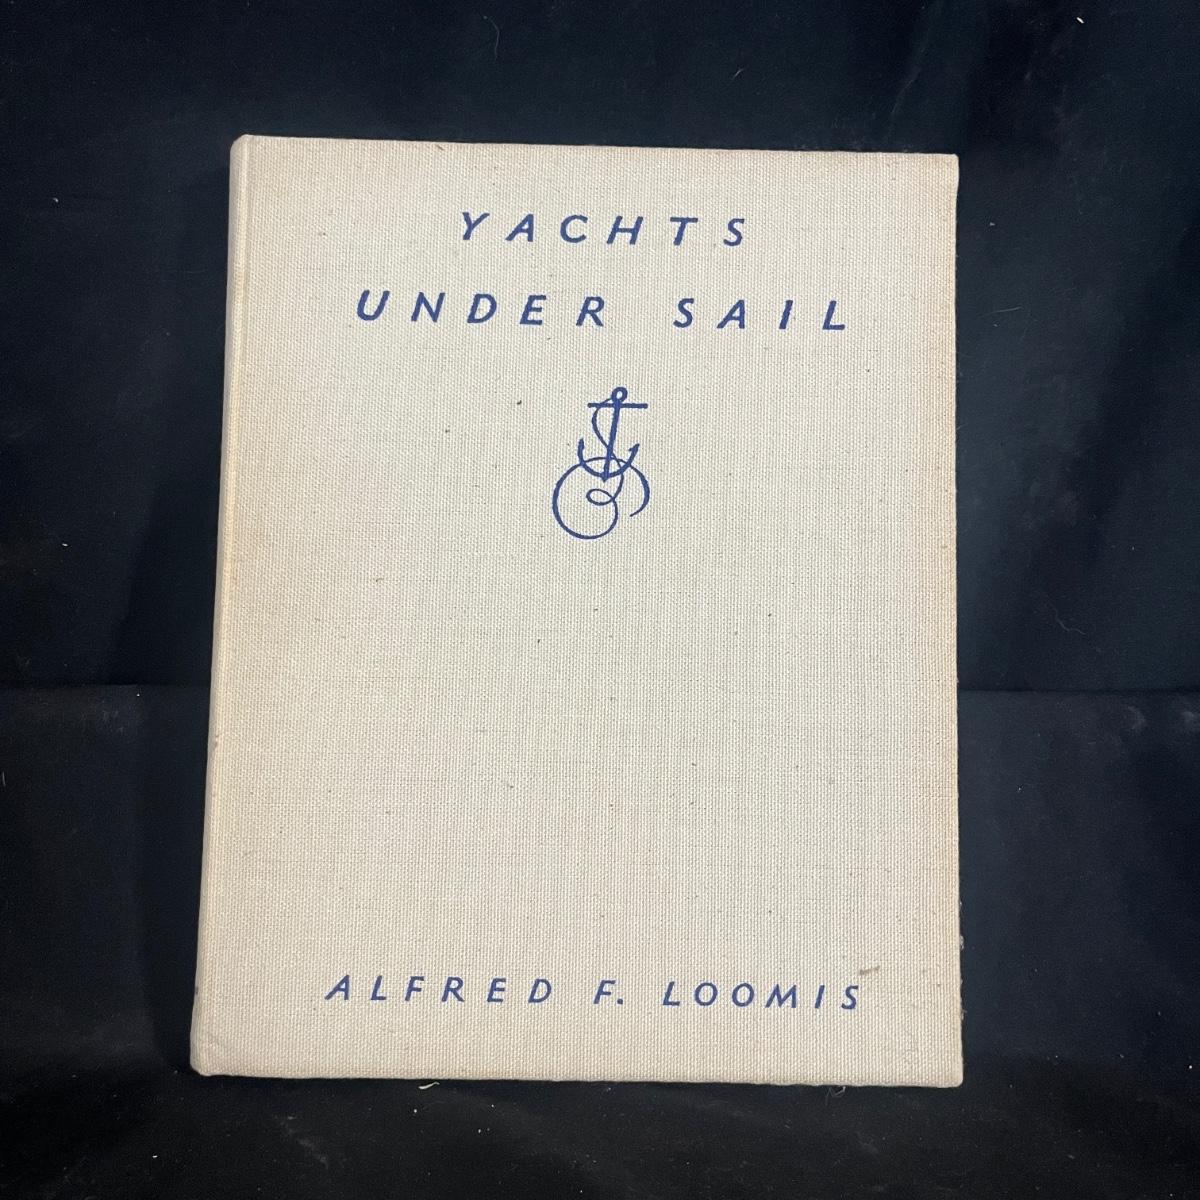 YACHTS
UNDER SAIL
ALFRED F. LOOMIS